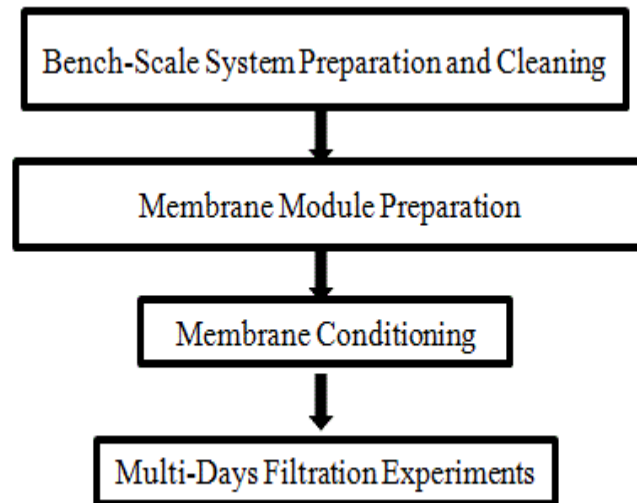 Bench-Scale System Preparation and Cleaning
Membrane Module Preparation
Membrane Conditioning
Multi-Days Filtration Experiments